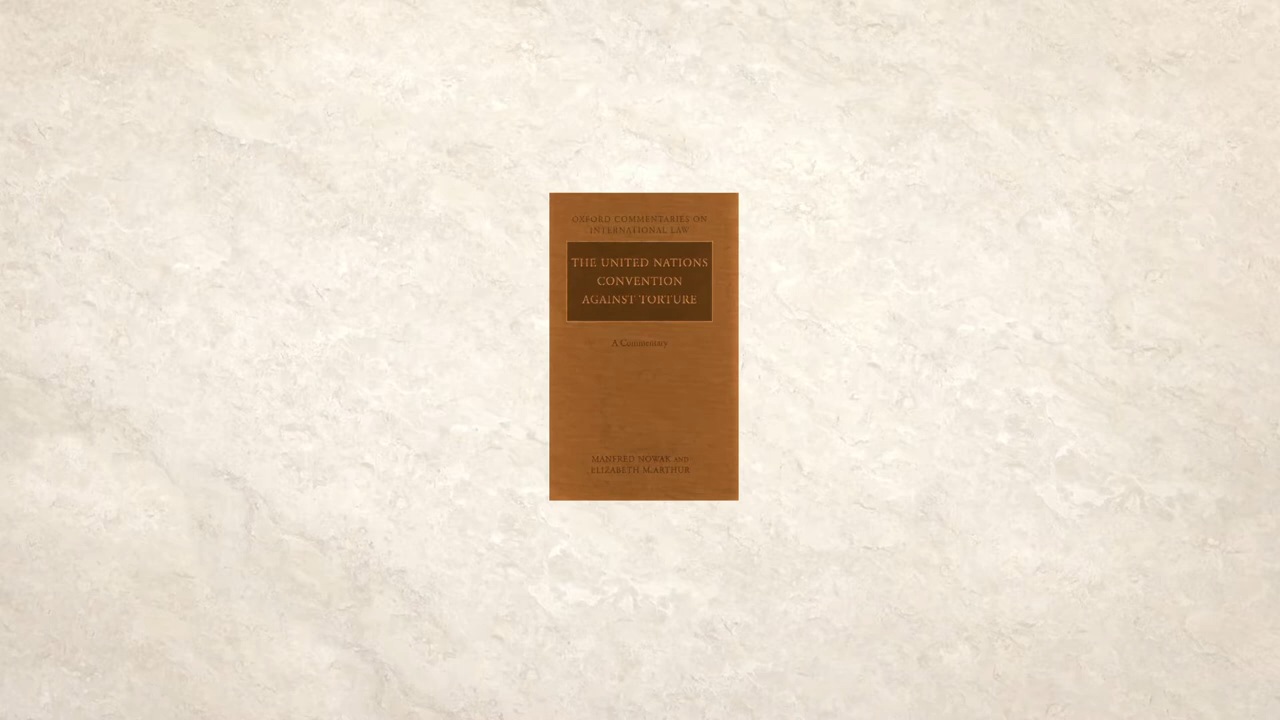 OXFORD COMMENTARIES ON
INTERNATIONAL LAW
THE UNITED NATIONS
CONVENTION
AGAINST TORTURE
A Commentary
MANFRED NOWAK AND
ELIZABETH MCARTHUR